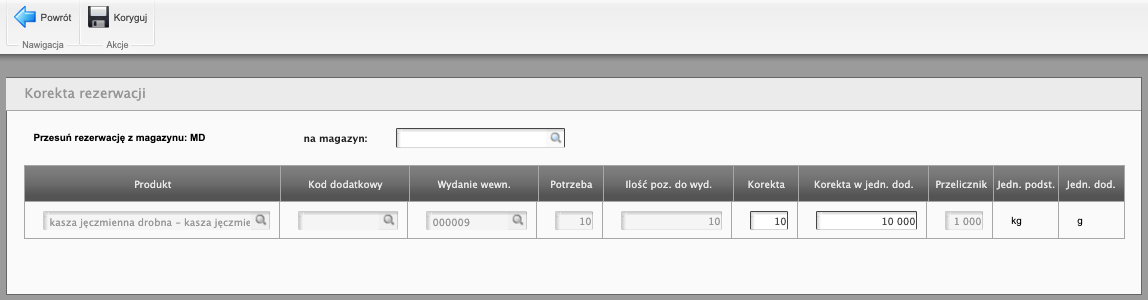 Powrót
Koryguj
Nawigacja
Akcje
Korekta rezerwacji
Przesuń rezerwację z magazynu: MD
na magazyn:
Produkt
Kod dodatkowy
Wydanie wewn.
Potrzeba
Ilość poz. do wyd.
Korekta
Korekta w jedn. dod.
Przelicznik
Jedn. podst.
Jedn. dod.
kasza jęczmienna drobna - kasza jęczmie
000009
10
10
10
10 000
1 000
kg
g